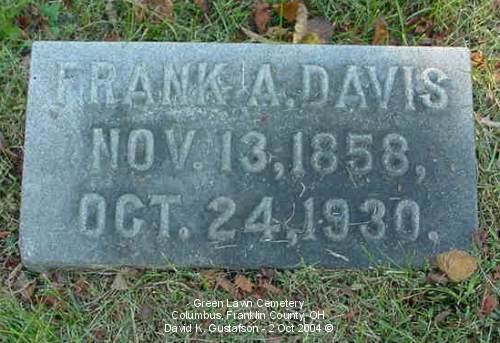 FRANK A. DAVIS
NOV. 13, 1858,
OCT. 24, 1930.
Green Lawn Cemetery
Columbus, Franklin County, OH
David K. Gustafson - 2 Oct 2004 ©